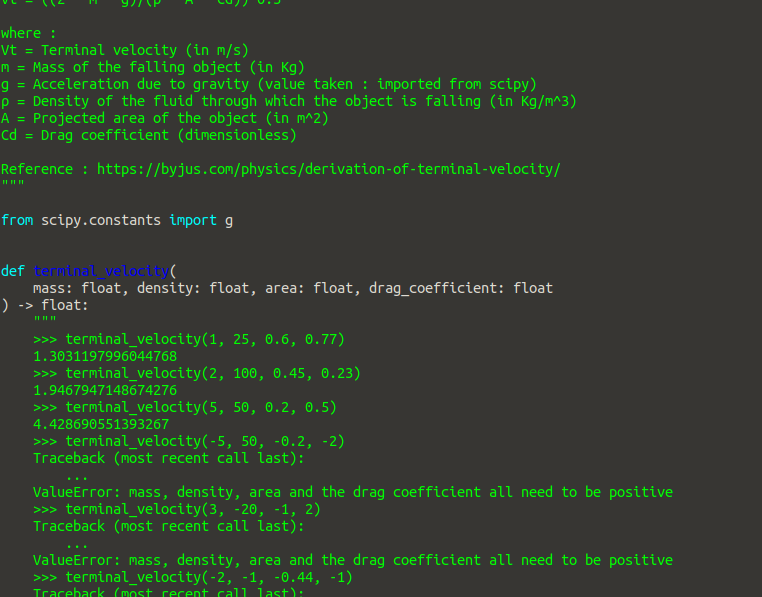 where :
Vt = Terminal velocity (in m/s)
m = Mass of the falling object (in Kg)
g = Acceleration due to gravity (value taken : imported from scipy)
ρ = Density of the fluid through which the object is falling (in Kg/m^3)
A = Projected area of the object (in m^2)
Cd = Drag coefficient (dimensionless)
Reference : https://byjus.com/physics/derivation-of-terminal-velocity/
"""
from scipy.constants import g
def terminal_velocity(
    mass: float, density: float, area: float, drag_coefficient: float
) -> float:
    """
    >>> terminal_velocity(1, 25, 0.6, 0.77)
    1.3031197996044768
    >>> terminal_velocity(2, 100, 0.45, 0.23)
    1.9467947148674276
    >>> terminal_velocity(5, 50, 0.2, 0.5)
    4.428690551393267
    >>> terminal_velocity(-5, 50, -0.2, -2)
    Traceback (most recent call last):
        ...
    ValueError: mass, density, area and the drag coefficient all need to be positive
    >>> terminal_velocity(3, -20, -1, 2)
    Traceback (most recent call last):
        ...
    ValueError: mass, density, area and the drag coefficient all need to be positive
    >>> terminal_velocity(-2, -1, -0.44, -1)
    Traceback (most recent call last):